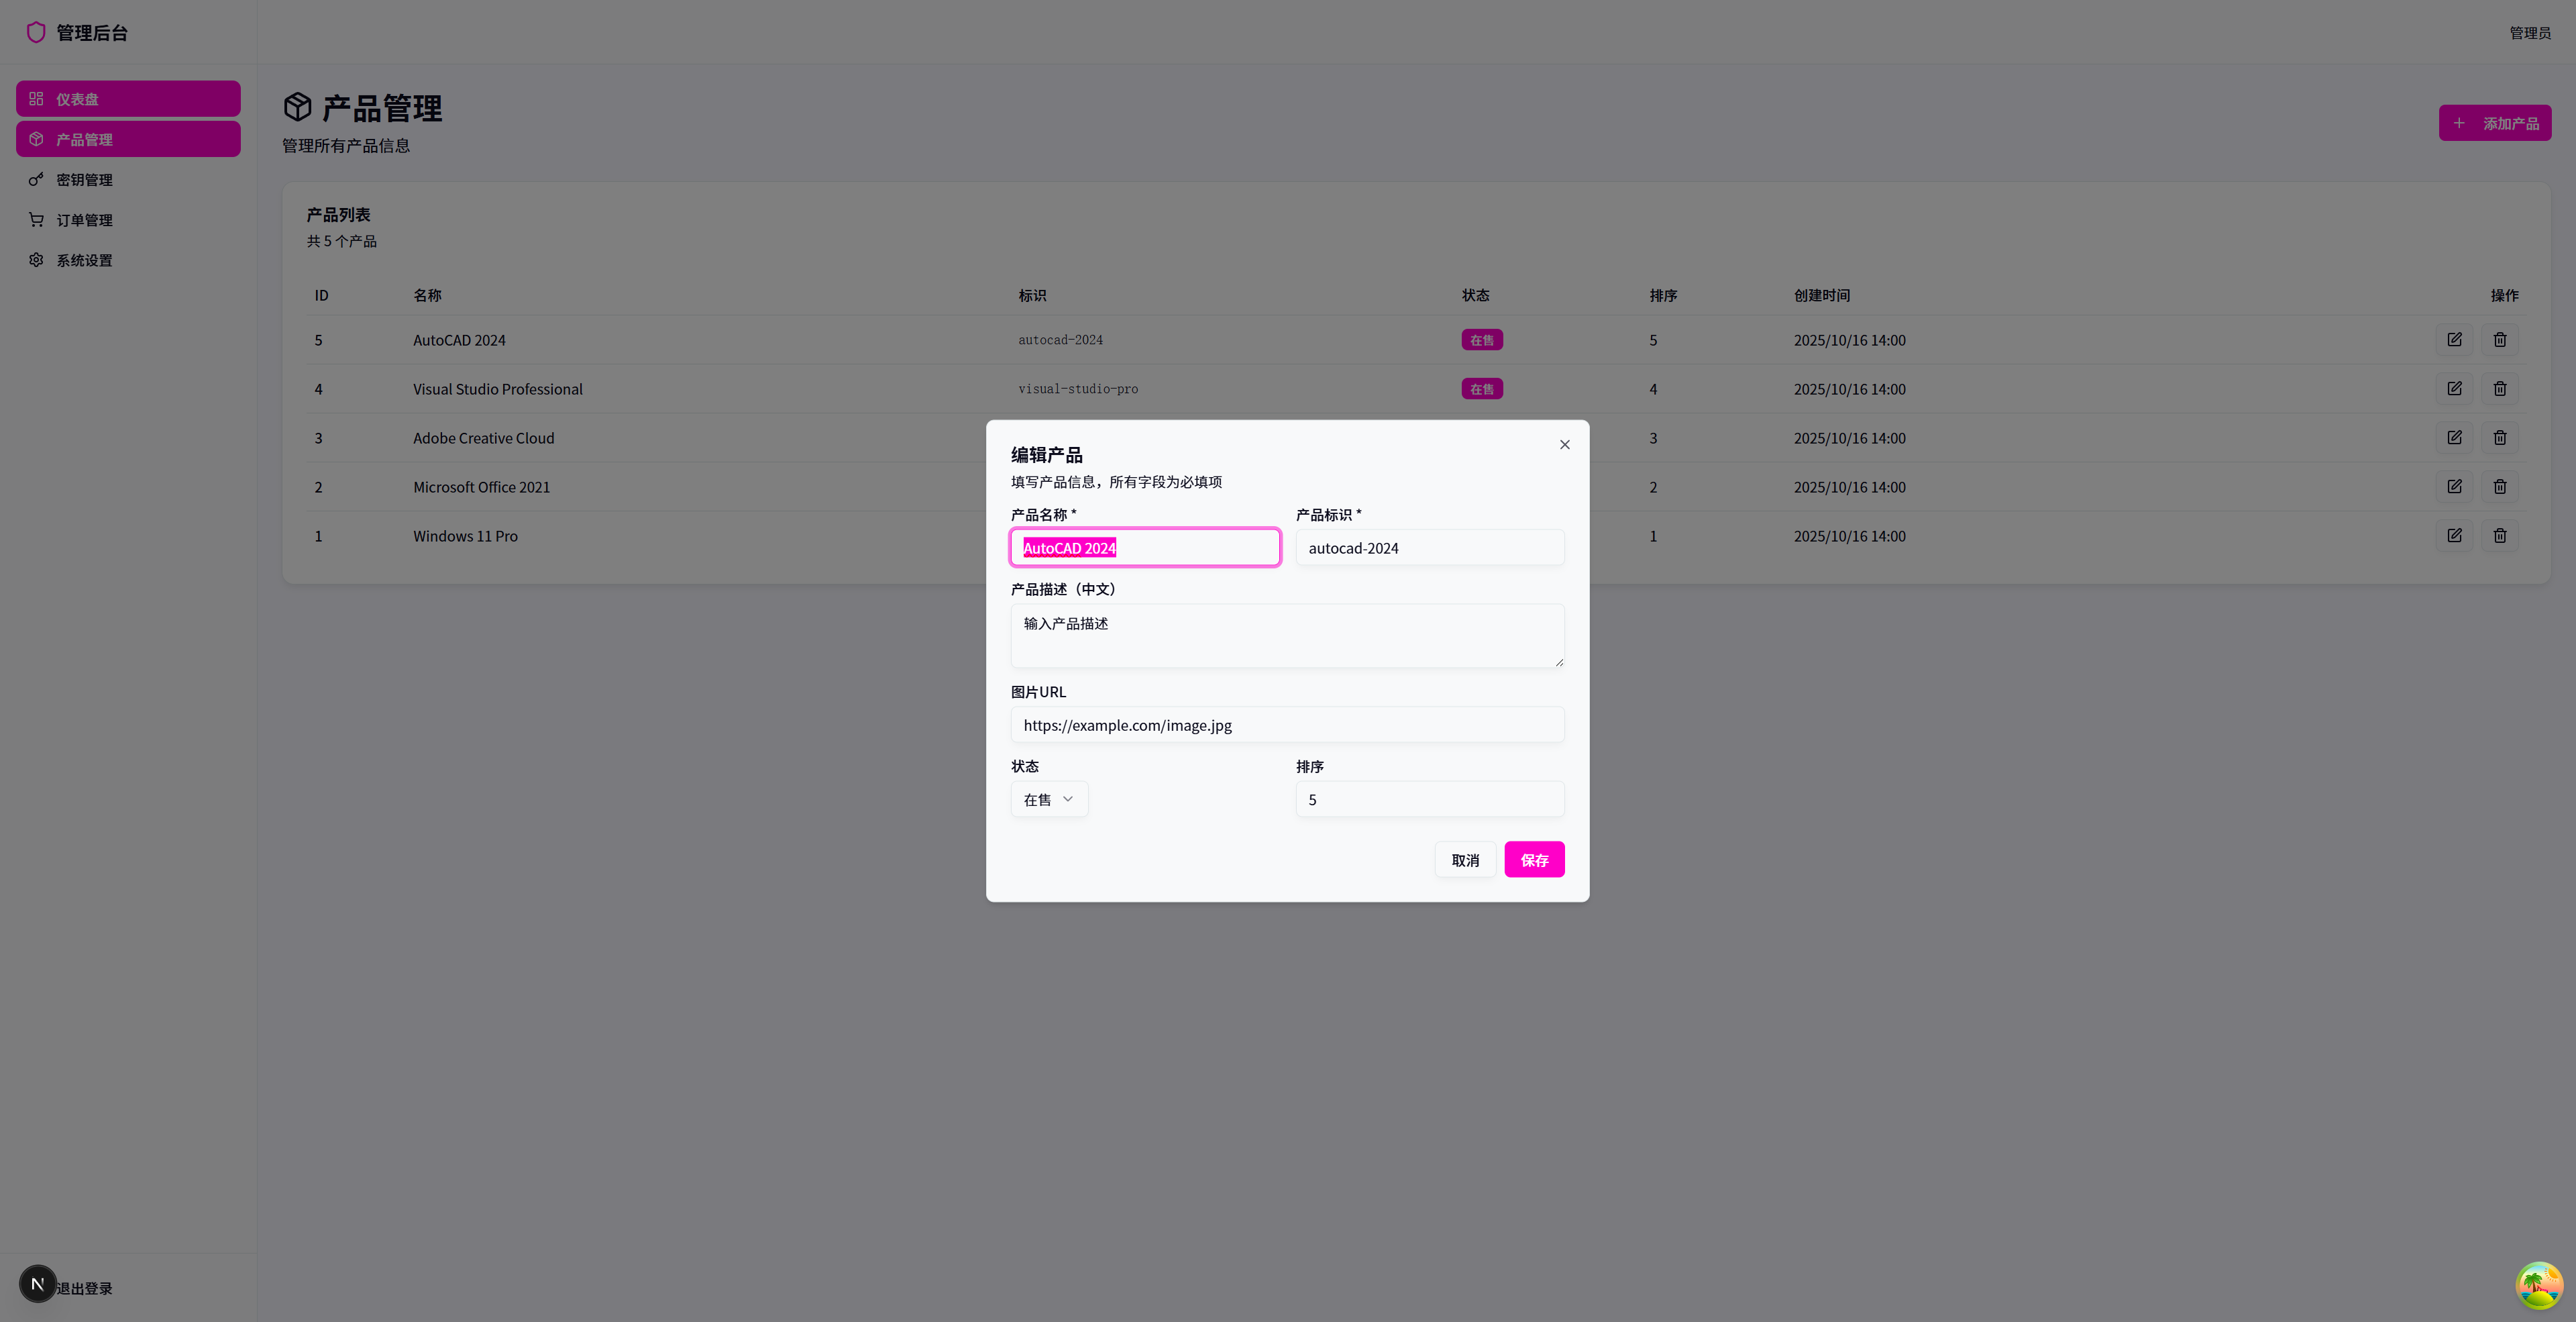 管理后台
管理员
仪表盘
产品管理
密钥管理
订单管理
系统设置
产品管理
管理所有产品信息
添加产品
产品列表
共 5 个产品
ID 名称 标识 状态 排序 创建时间 操作
5 AutoCAD 2024 autocad-2024 在售 5 2025/10/16 14:00
4 Visual Studio Professional visual-studio-pro 在售 4 2025/10/16 14:00
3 Adobe Creative Cloud 3 2025/10/16 14:00
2 Microsoft Office 2021 2 2025/10/16 14:00
1 Windows 11 Pro 1 2025/10/16 14:00
编辑产品
填写产品信息，所有字段为必填项
产品名称 * 产品标识 *
AutoCAD 2024 autocad-2024
产品描述（中文）
输入产品描述
图片URL
https://example.com/image.jpg
状态 排序
在售 5
取消 保存
N 退出登录